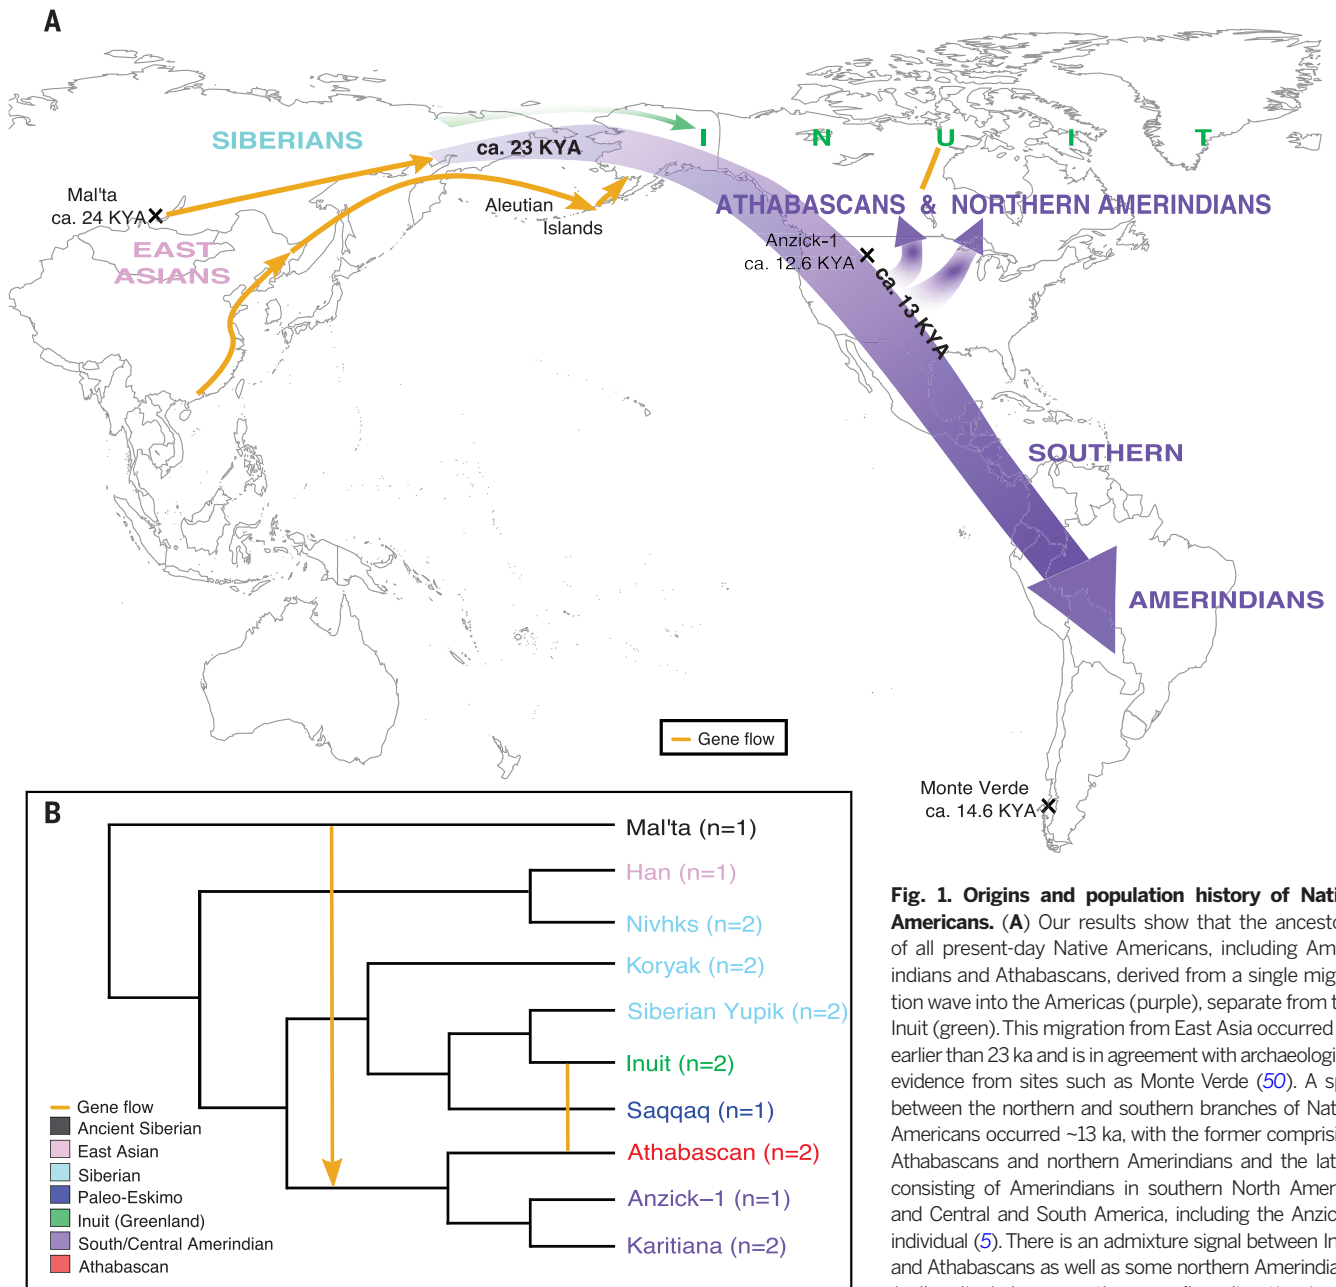 A
SIBERIANS
ca. 23 KYA
I N U I T
Mal'ta
ca. 24 KYA
Aleutian
Islands
ATHABASCANS & NORTHERN AMERINDIANS
EAST
ASIANS
Anzick-1
ca. 12.6 KYA
ca. 13 KYA
SOUTHERN
AMERINDIANS
Gene flow
Monte Verde
ca. 14.6 KYA
B
Mal'ta (n=1)
Han (n=1)
Nivhks (n=2)
Koryak (n=2)
Siberian Yupik (n=2)
Inuit (n=2)
Saqqaq (n=1)
Athabascan (n=2)
Anzick–1 (n=1)
Karitiana (n=2)
Gene flow
Ancient Siberian
East Asian
Siberian
Paleo-Eskimo
Inuit (Greenland)
South/Central Amerindian
Athabascan
Fig. 1. Origins and population history of Nati
Americans. (A) Our results show that the ancesto
of all present-day Native Americans, including Am
indians and Athabascans, derived from a single mig
tion wave into the Americas (purple), separate from t
Inuit (green). This migration from East Asia occurred
earlier than 23 ka and is in agreement with archaeologi
evidence from sites such as Monte Verde (50). A sp
between the northern and southern branches of Nat
Americans occurred ~13 ka, with the former comprisi
Athabascans and northern Amerindians and the lat
consisting of Amerindians in southern North Amer
and Central and South America, including the Anzic
individual (5). There is an admixture signal between In
and Athabascans as well as some northern Amerindia